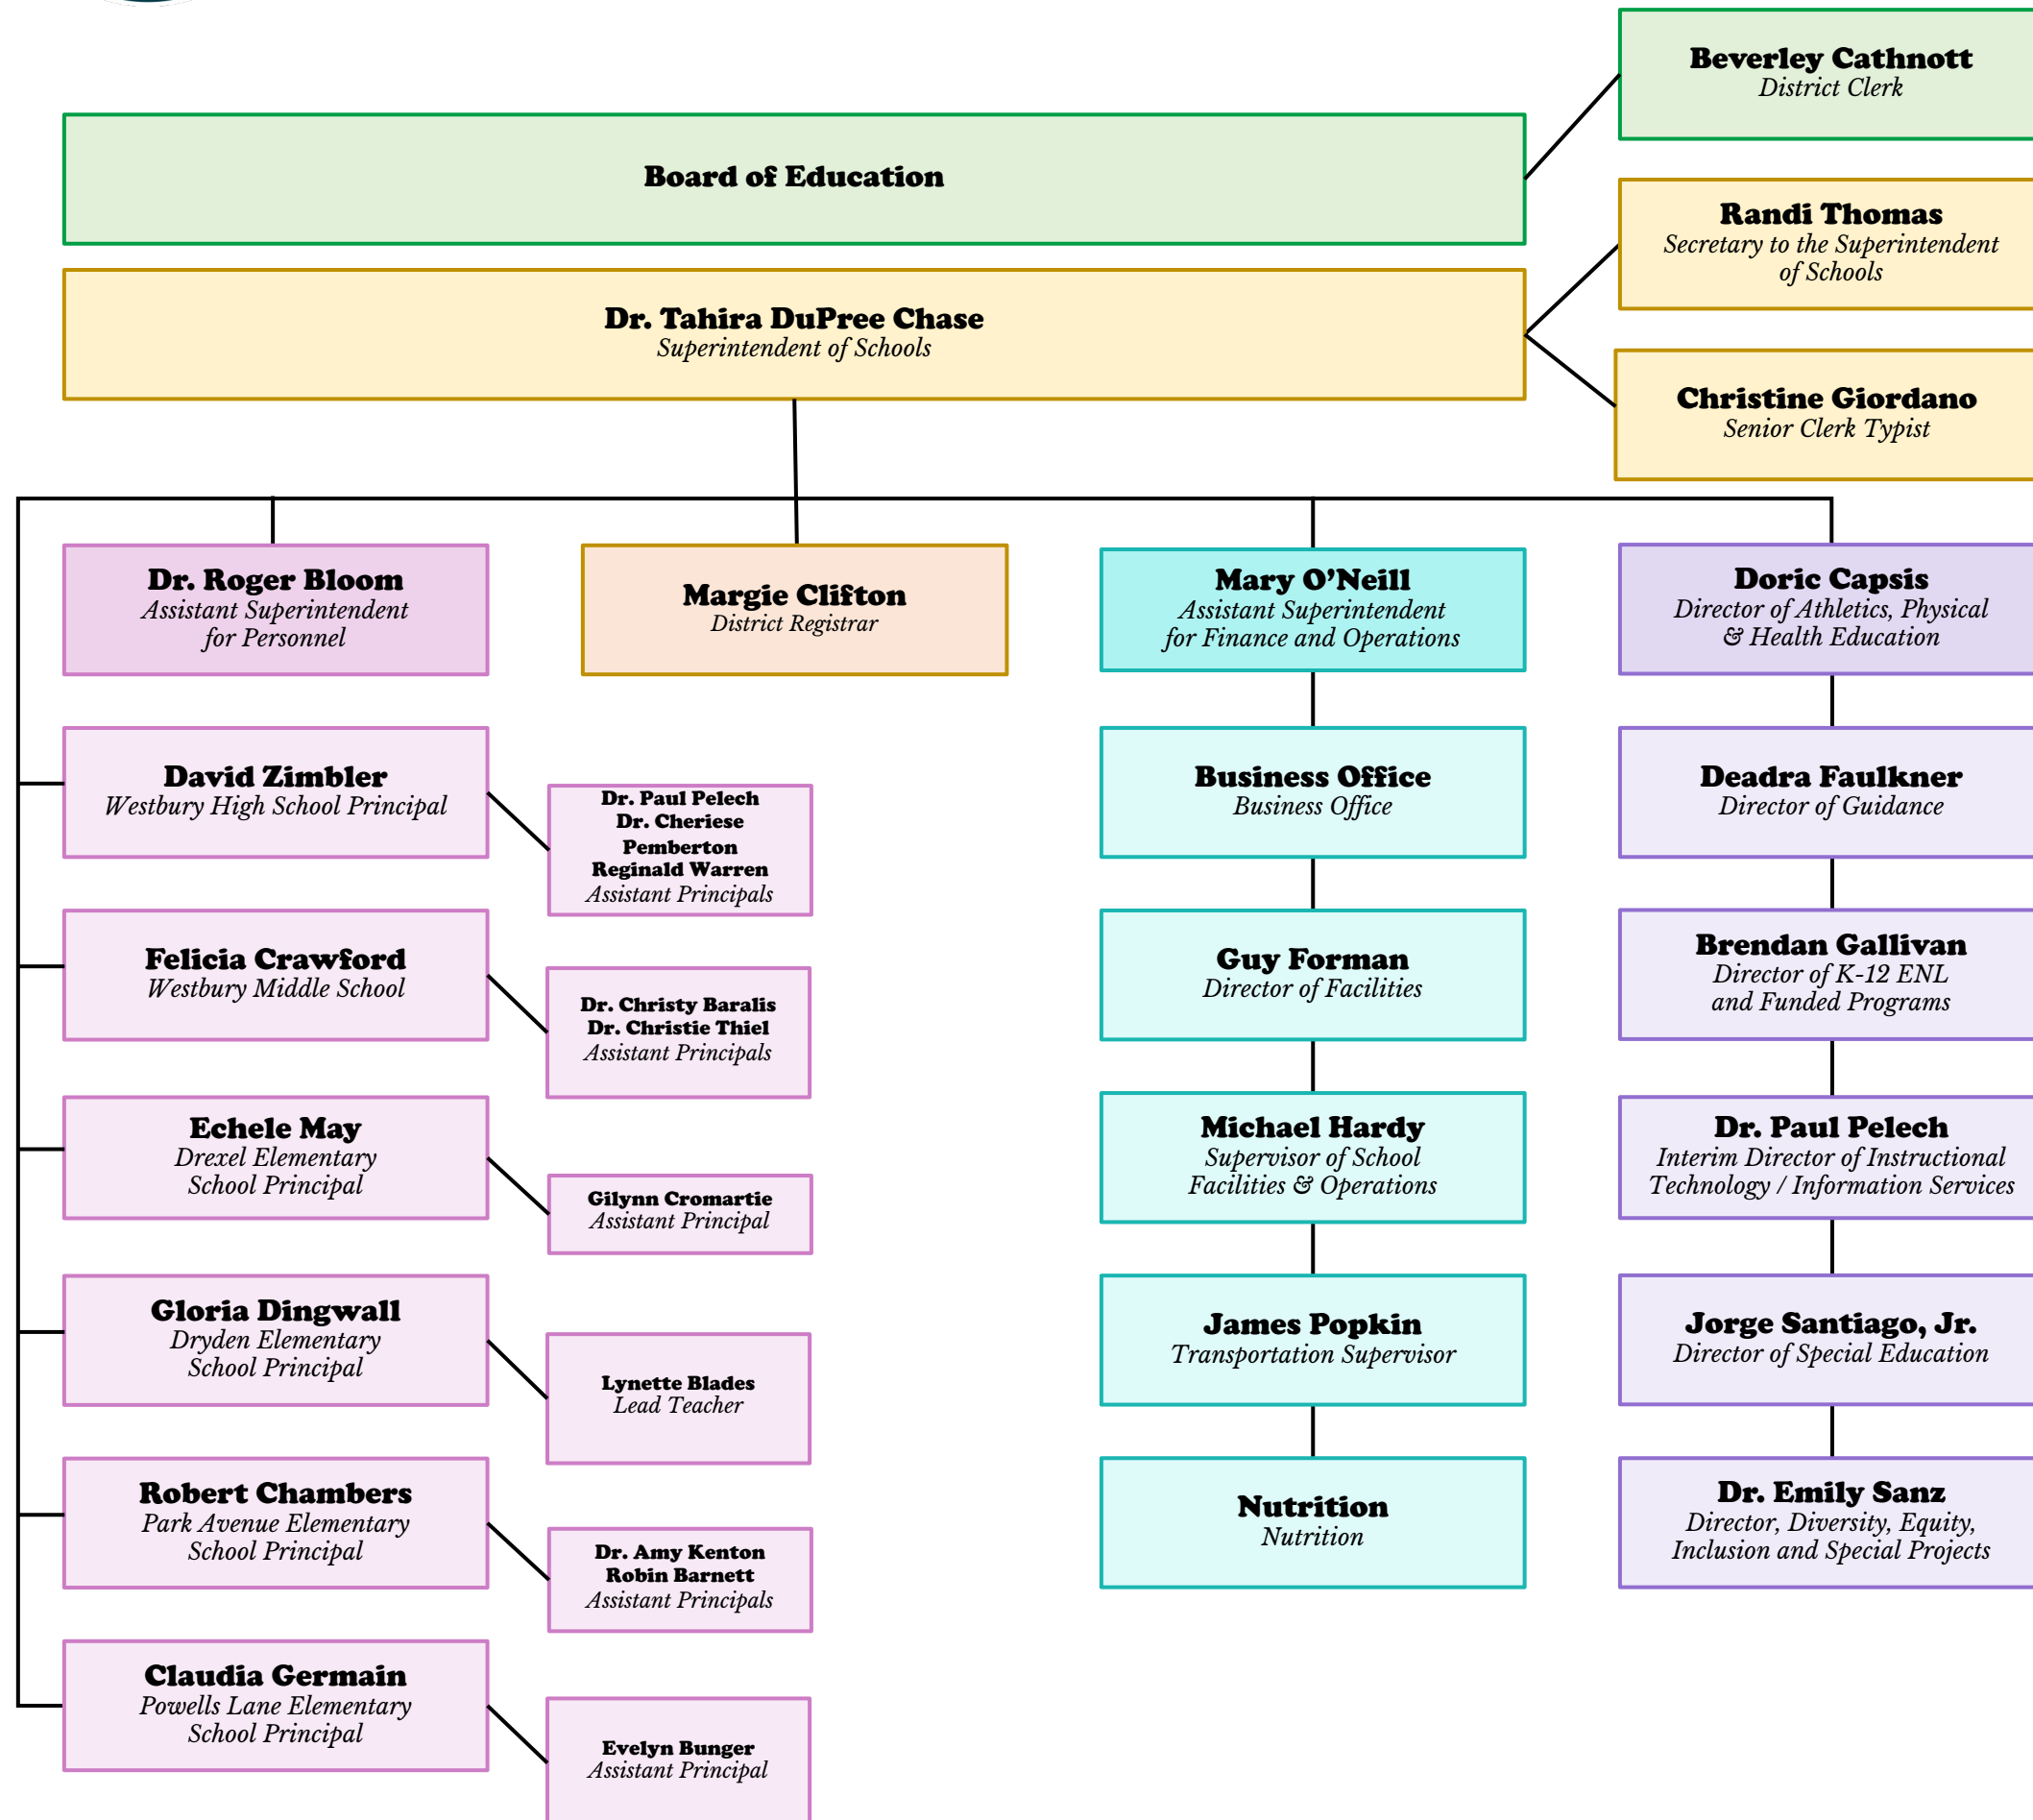 Beverley Cathnott
District Clerk
Board of Education
Randi Thomas
Secretary to the Superintendent
of Schools
Dr. Tahira DuPree Chase
Superintendent of Schools
Christine Giordano
Senior Clerk Typist
Dr. Roger Bloom
Assistant Superintendent
for Personnel
Margie Clifton
District Registrar
Mary O’Neill
Assistant Superintendent
for Finance and Operations
Doric Capsis
Director of Athletics, Physical
& Health Education
David Zimbler
Westbury High School Principal
Dr. Paul Pelech
Dr. Cheriese
Pemberton
Reginald Warren
Assistant Principals
Business Office
Business Office
Deadra Faulkner
Director of Guidance
Felicia Crawford
Westbury Middle School
Dr. Christy Baralis
Dr. Christie Thiel
Assistant Principals
Guy Forman
Director of Facilities
Brendan Gallivan
Director of K-12 ENL
and Funded Programs
Echele May
Drexel Elementary
School Principal
Gilynn Cromartie
Assistant Principal
Michael Hardy
Supervisor of School
Facilities & Operations
Dr. Paul Pelech
Interim Director of Instructional
Technology / Information Services
Gloria Dingwall
Dryden Elementary
School Principal
Lynette Blades
Lead Teacher
James Popkin
Transportation Supervisor
Jorge Santiago, Jr.
Director of Special Education
Robert Chambers
Park Avenue Elementary
School Principal
Dr. Amy Kenton
Robin Barnett
Assistant Principals
Nutrition
Nutrition
Dr. Emily Sanz
Director, Diversity, Equity,
Inclusion and Special Projects
Claudia Germain
Powells Lane Elementary
School Principal
Evelyn Bunger
Assistant Principal